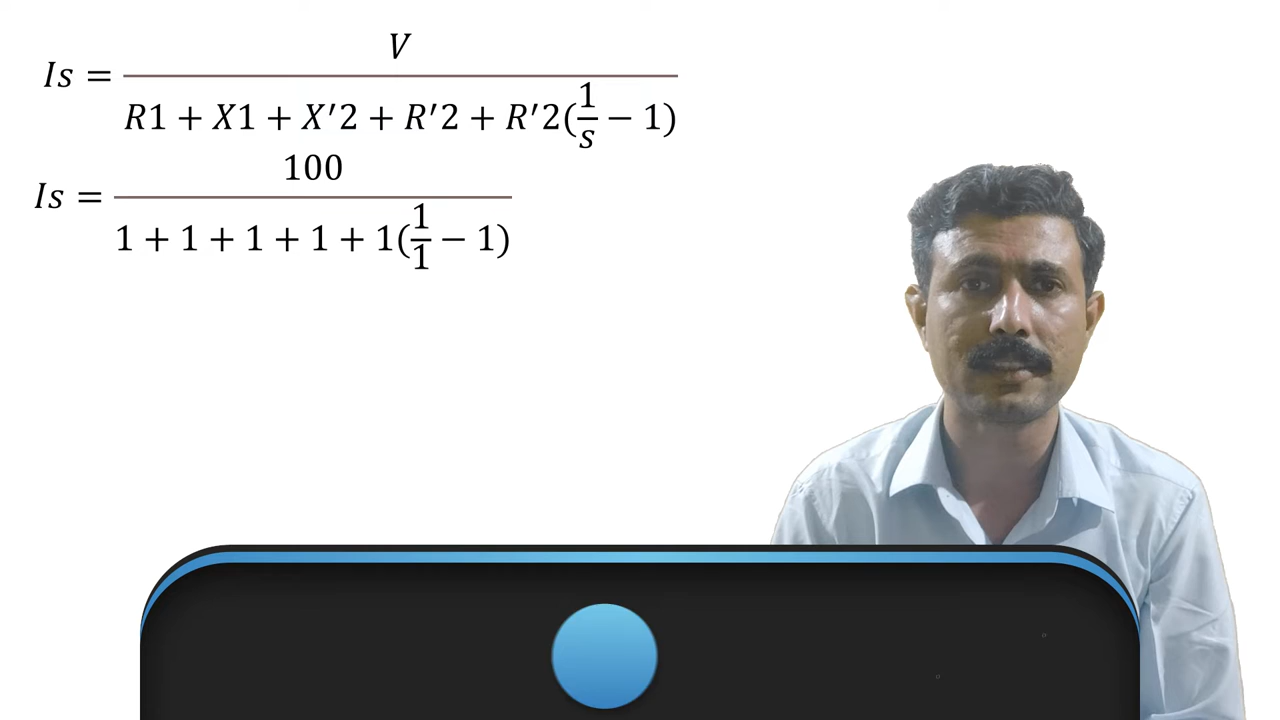 Is = V / (R1 + X1 + X′2 + R′2 + R′2(1/s − 1))
Is = 100 / (1 + 1 + 1 + 1 + 1(1/1 − 1))